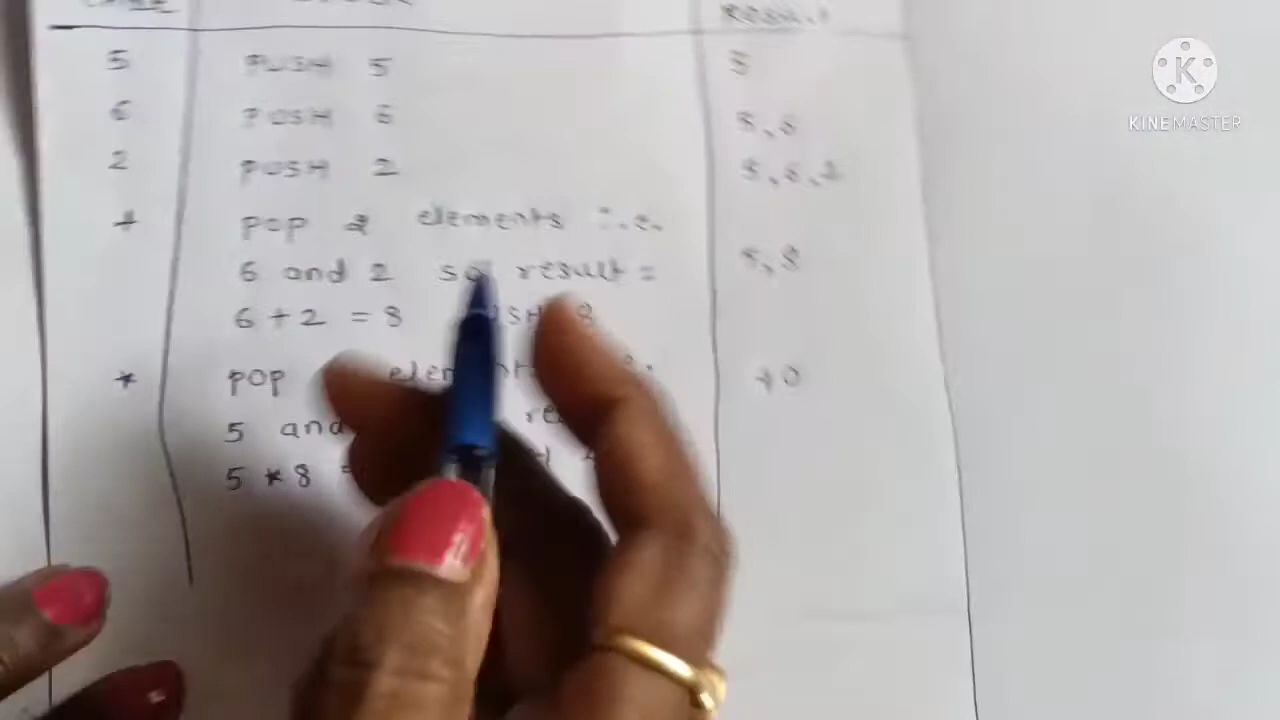 5 PUSH 5 5
6 PUSH 6 5,6
2 PUSH 2 5,6,2
+ POP 2 elements i.e.
6 and 2 so result = 5,8
6+2 = 8 8
* POP 40
5 and
5 * 8 =
K
KINEMASTER